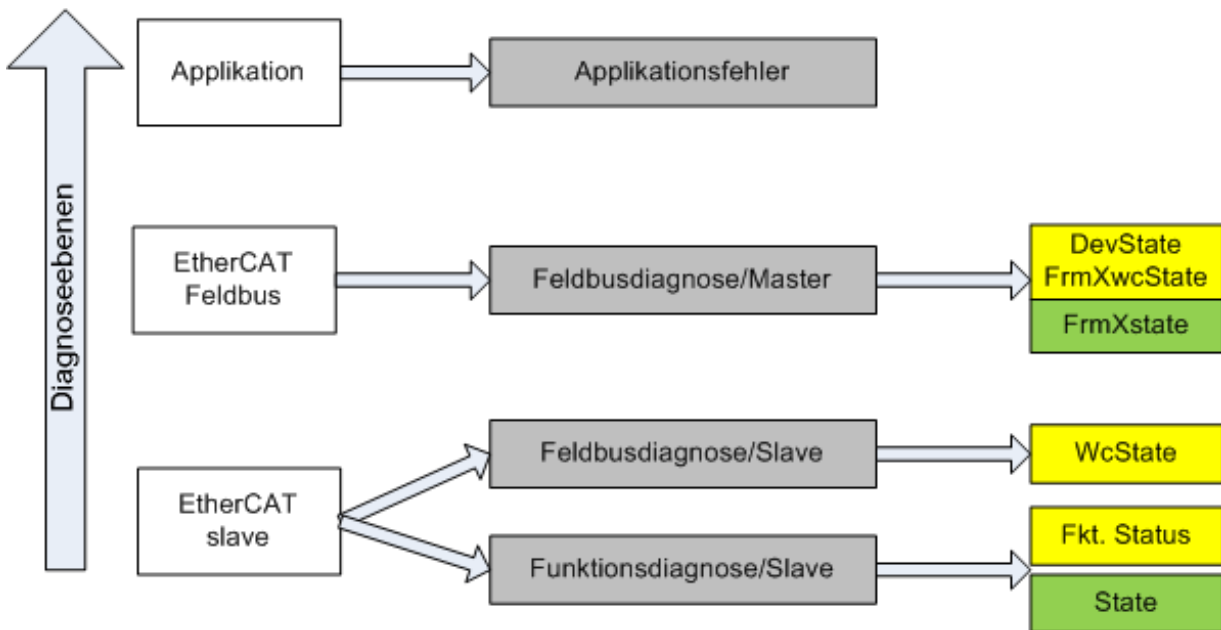 Diagnoseebenen
Applikation
Applikationsfehler
EtherCAT
Feldbus
Feldbusdiagnose/Master
DevState
FrmXwcState
FrmXstate
EtherCAT
slave
Feldbusdiagnose/Slave
WcState
Funktionsdiagnose/Slave
Fkt. Status
State